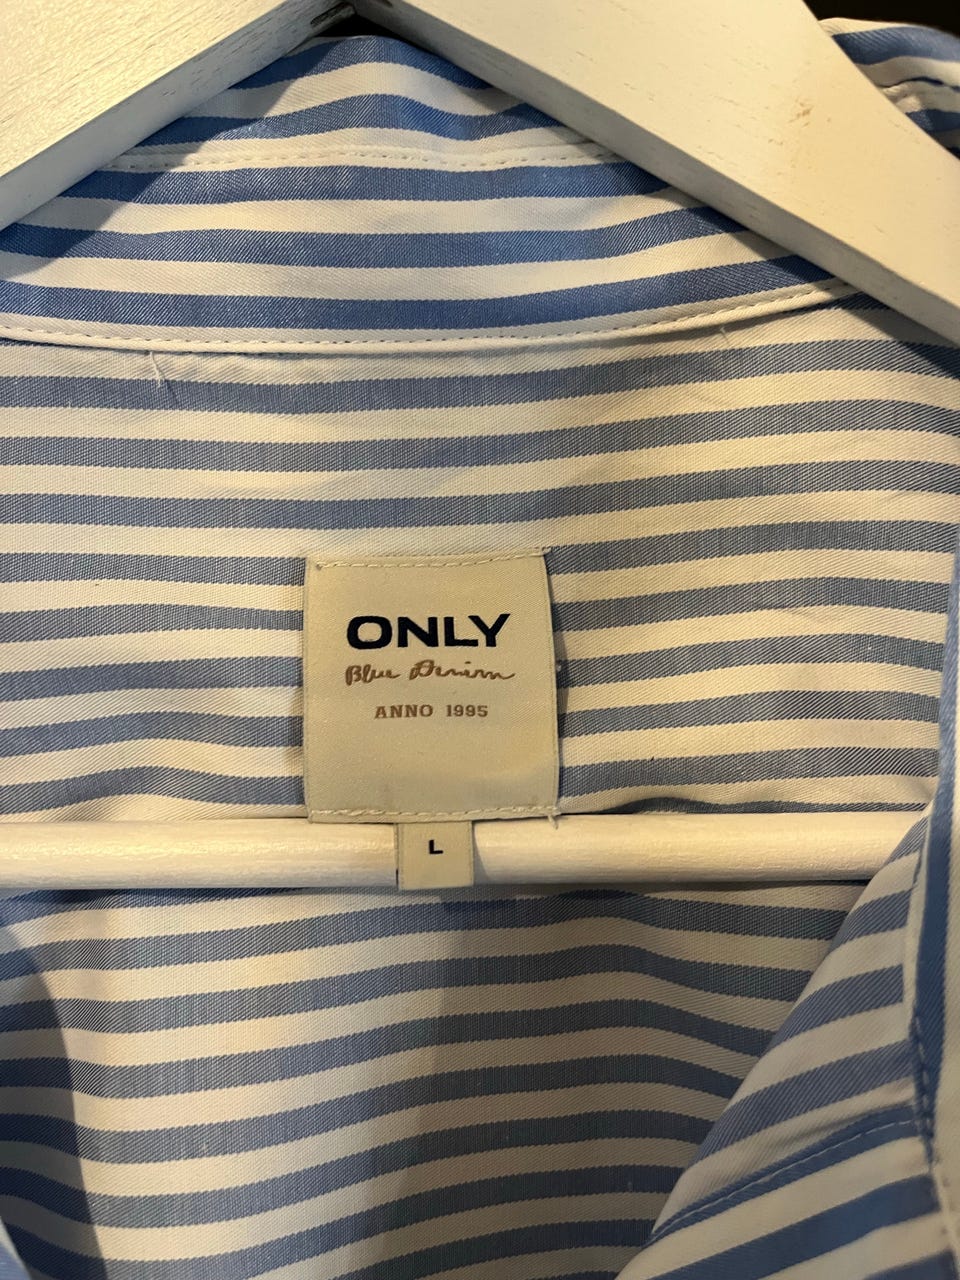 ONLY
Blue Denim
ANNO 1995
L